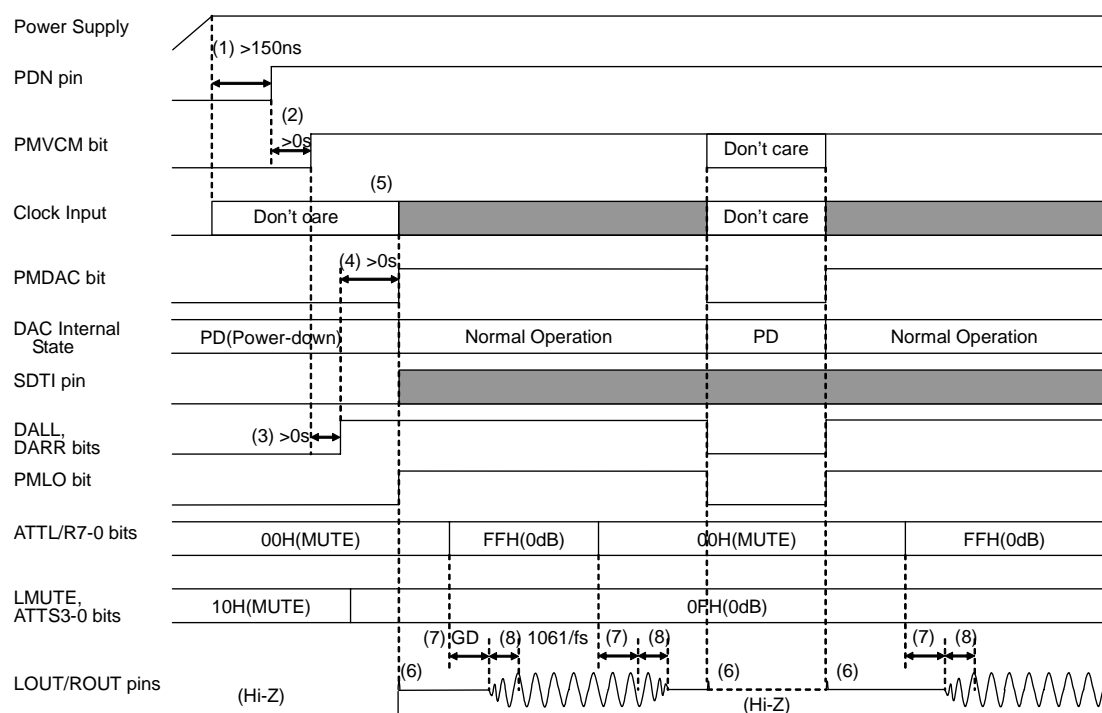 Power Supply
(1) >150ns
PDN pin
(2)
PMVCM bit
>0s
Don't care
(5)
Clock Input
Don't care
Don't care
(4) >0s
PMDAC bit
DAC Internal
State
PD(Power-down)
Normal Operation
PD
Normal Operation
SDTI pin
DALL,
DARR bits
(3) >0s
PMLO bit
ATTL/R7-0 bits
00H(MUTE)
FFH(0dB)
00H(MUTE)
FFH(0dB)
LMUTE,
ATTS3-0 bits
10H(MUTE)
0FH(0dB)
(7) GD
(8)
1061/fs
(7)
(8)
(7)
(8)
LOUT/ROUT pins
(Hi-Z)
(6)
(6)
(6)
(Hi-Z)